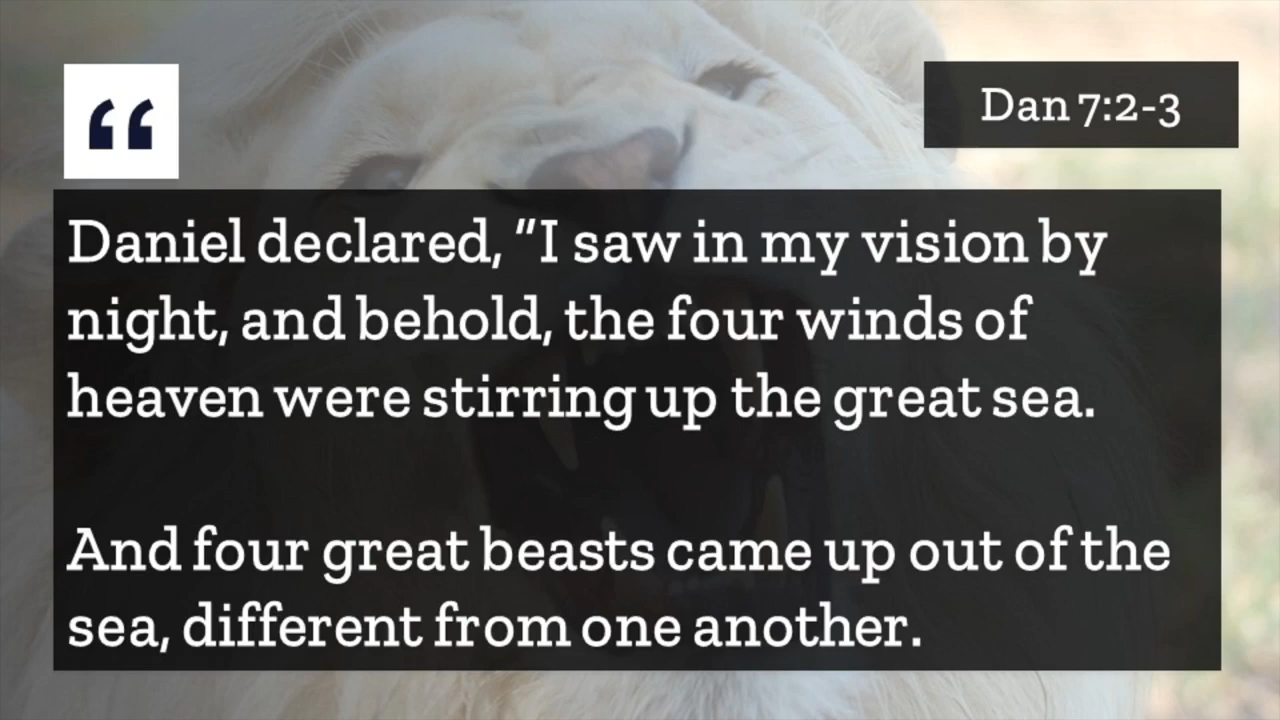 “
Dan 7:2-3
Daniel declared, "I saw in my vision by
night, and behold, the four winds of
heaven were stirring up the great sea.
And four great beasts came up out of the
sea, different from one another.